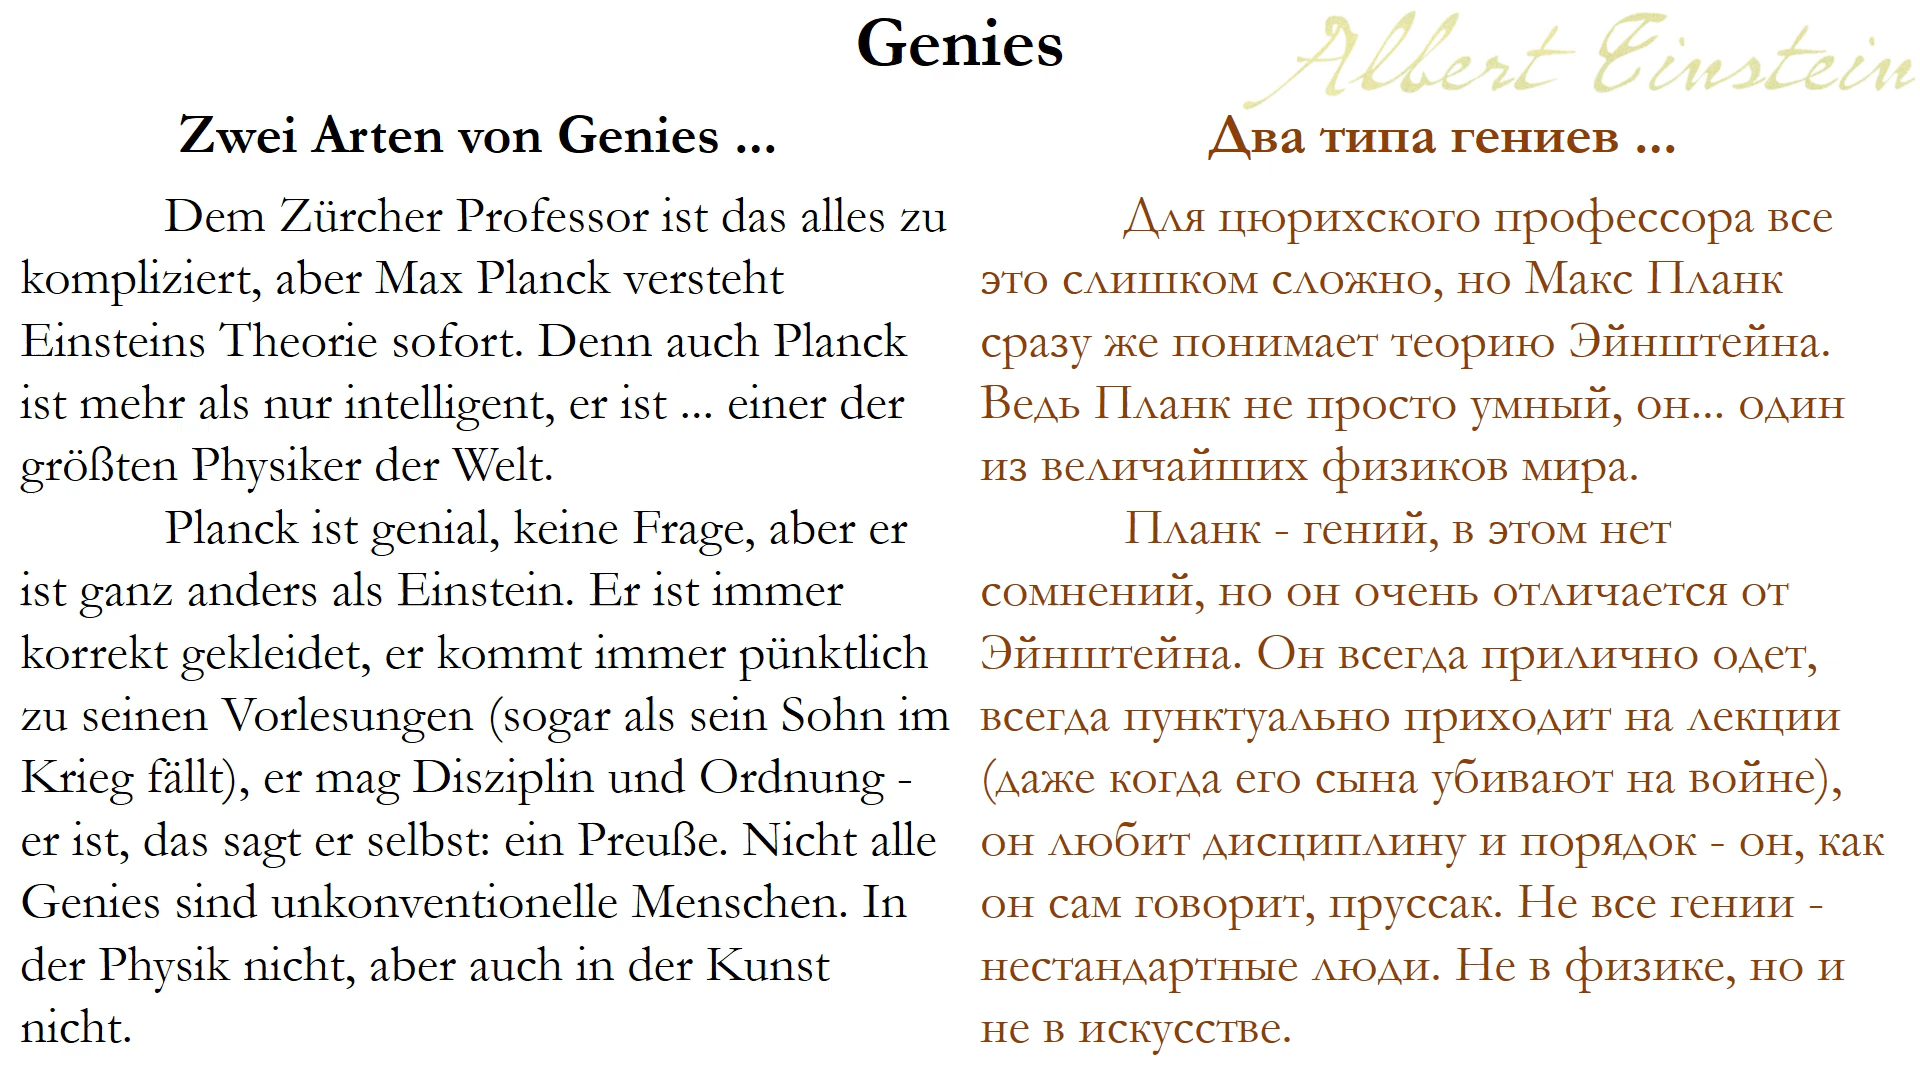 Genies
Albert Einstein
Zwei Arten von Genies ...
Dem Zürcher Professor ist das alles zu
kompliziert, aber Max Planck versteht
Einsteins Theorie sofort. Denn auch Planck
ist mehr als nur intelligent, er ist ... einer der
größten Physiker der Welt.
Planck ist genial, keine Frage, aber er
ist ganz anders als Einstein. Er ist immer
korrekt gekleidet, er kommt immer pünktlich
zu seinen Vorlesungen (sogar als sein Sohn im
Krieg fällt), er mag Disziplin und Ordnung -
er ist, das sagt er selbst: ein Preuße. Nicht alle
Genies sind unkonventionelle Menschen. In
der Physik nicht, aber auch in der Kunst
nicht.
Два типа гениев ...
Для цюрихского профессора все
это слишком сложно, но Макс Планк
сразу же понимает теорию Эйнштейна.
Ведь Планк не просто умный, он... один
из величайших физиков мира.
Планк - гений, в этом нет
сомнений, но он очень отличается от
Эйнштейна. Он всегда прилично одет,
всегда пунктуально приходит на лекции
(даже когда его сына убивают на войне),
он любит дисциплину и порядок - он, как
он сам говорит, пруссак. Не все гении -
нестандартные люди. Не в физике, но и
не в искусстве.